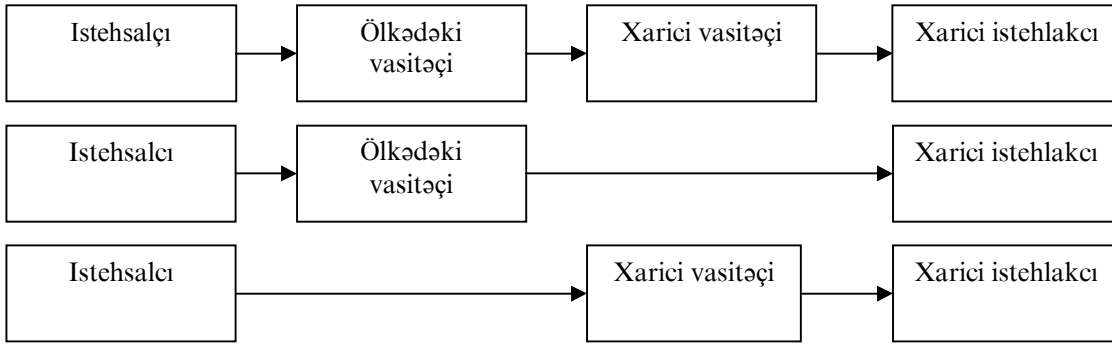 Istehsalçı
Ölkədəki
vasitəçi
Xarici vasitəçi
Xarici istehlakcı
Istehsalcı
Ölkədəki
vasitəçi
Xarici istehlakcı
Istehsalcı
Xarici vasitəçi
Xarici istehlakcı